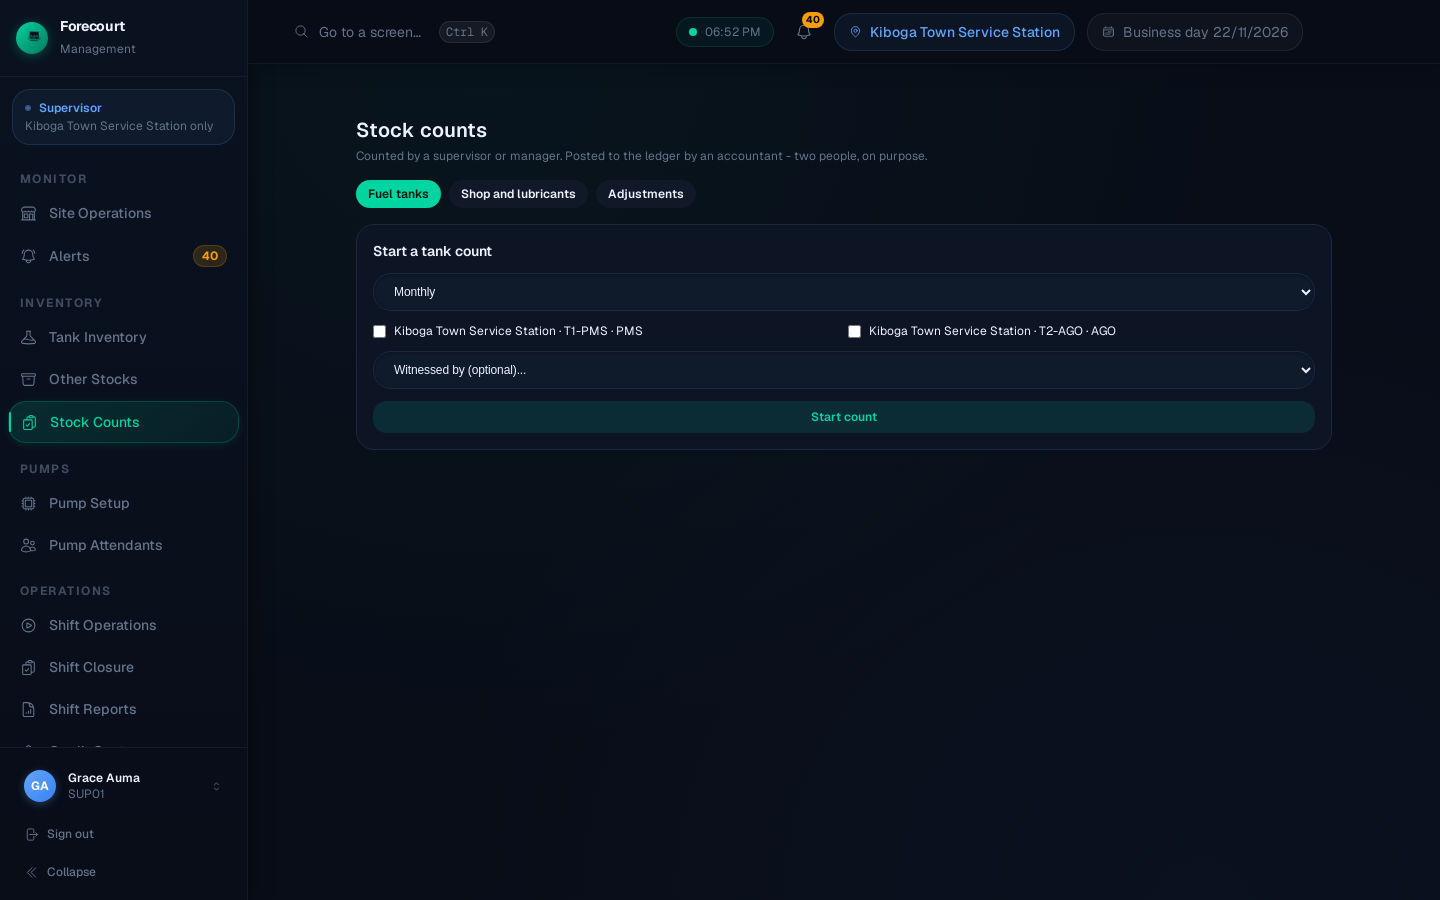 Forecourt
Management
Supervisor
Kiboga Town Service Station only
MONITOR
Site Operations
Alerts 40
INVENTORY
Tank Inventory
Other Stocks
Stock Counts
PUMPS
Pump Setup
Pump Attendants
OPERATIONS
Shift Operations
Shift Closure
Shift Reports
Grace Auma
GA
SUP01
Sign out
Collapse
Go to a screen...
Ctrl K
06:52 PM
40
Kiboga Town Service Station
Business day 22/11/2026
Stock counts
Counted by a supervisor or manager. Posted to the ledger by an accountant - two people, on purpose.
Fuel tanks
Shop and lubricants
Adjustments
Start a tank count
Monthly
Kiboga Town Service Station · T1-PMS · PMS
Kiboga Town Service Station · T2-AGO · AGO
Witnessed by (optional)...
Start count